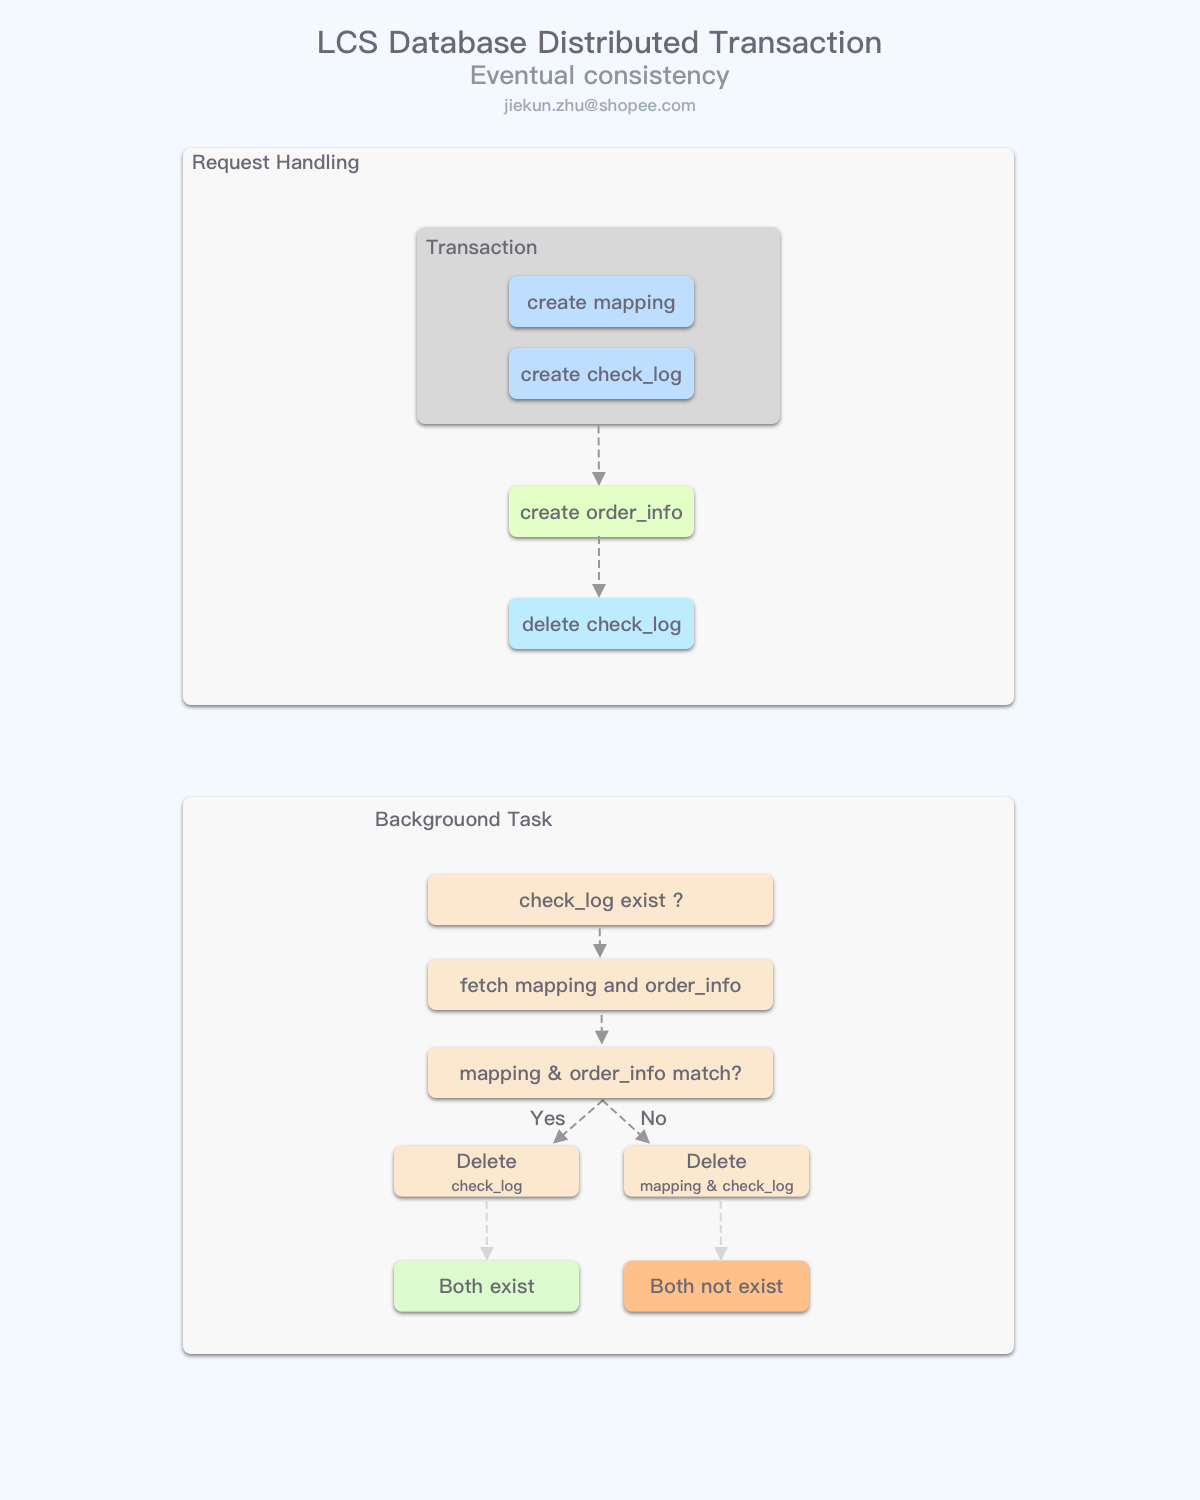 LCS Database Distributed Transaction
Eventual consistency
jiekun.zhu@shopee.com
Request Handling
Transaction
create mapping
create check_log
create order_info
delete check_log
Backgrouond Task
check_log exist ?
fetch mapping and order_info
mapping & order_info match?
Yes
No
Delete
check_log
Delete
mapping & check_log
Both exist
Both not exist